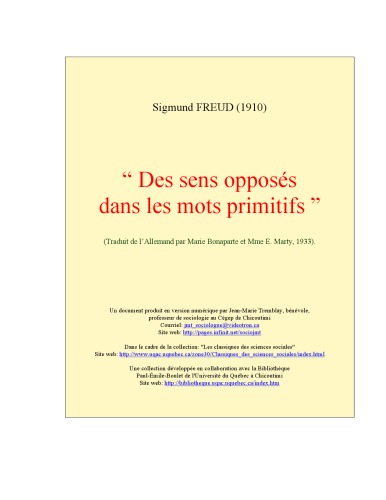 Sigmund FREUD (1910)
“ Des sens opposés
dans les mots primitifs ”
(Traduit de l’Allemand par Marie Bonaparte et Mme E. Marty, 1933).
Un document produit en version numérique par Jean-Marie Tremblay, bénévole,
professeur de sociologie au Cégep de Chicoutimi
Courriel: jmt_sociologue@videotron.ca
Site web: http://pages.infinit.net/sociojmt
Dans le cadre de la collection: "Les classiques des sciences sociales"
Site web: http://www.uqac.uquebec.ca/zone30/Classiques_des_sciences_sociales/index.html
Une collection développée en collaboration avec la Bibliothèque
Paul-Émile-Boulet de l'Université du Québec à Chicoutimi
Site web: http://bibliotheque.uqac.uquebec.ca/index.htm